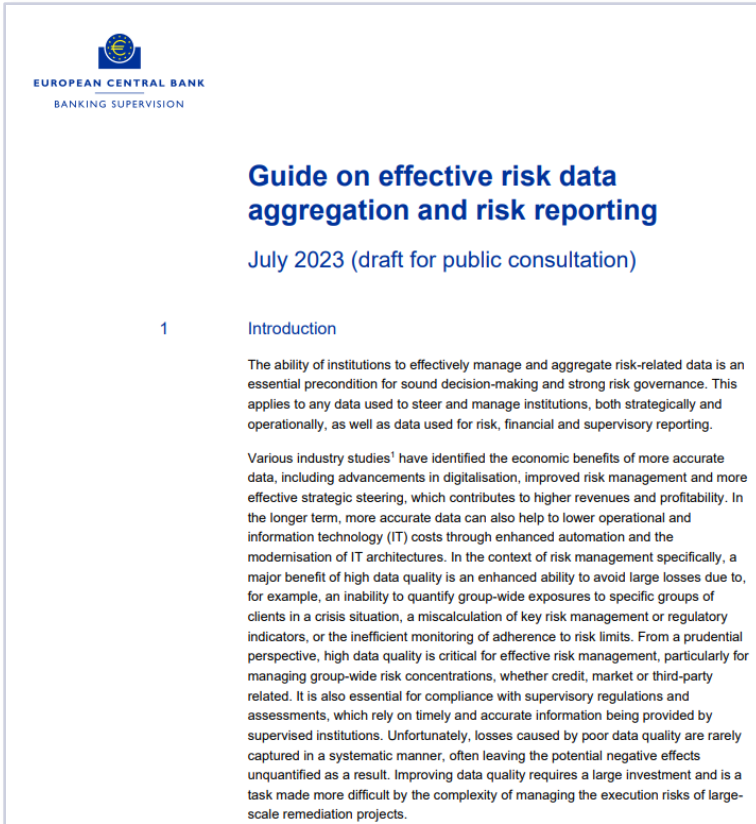 EUROPEAN CENTRAL BANK
BANKING SUPERVISION
Guide on effective risk data
aggregation and risk reporting
July 2023 (draft for public consultation)
1 Introduction
The ability of institutions to effectively manage and aggregate risk-related data is an
essential precondition for sound decision-making and strong risk governance. This
applies to any data used to steer and manage institutions, both strategically and
operationally, as well as data used for risk, financial and supervisory reporting.
Various industry studies¹ have identified the economic benefits of more accurate
data, including advancements in digitalisation, improved risk management and more
effective strategic steering, which contributes to higher revenues and profitability. In
the longer term, more accurate data can also help to lower operational and
information technology (IT) costs through enhanced automation and the
modernisation of IT architectures. In the context of risk management specifically, a
major benefit of high data quality is an enhanced ability to avoid large losses due to,
for example, an inability to quantify group-wide exposures to specific groups of
clients in a crisis situation, a miscalculation of key risk management or regulatory
indicators, or the inefficient monitoring of adherence to risk limits. From a prudential
perspective, high data quality is critical for effective risk management, particularly for
managing group-wide risk concentrations, whether credit, market or third-party
related. It is also essential for compliance with supervisory regulations and
assessments, which rely on timely and accurate information being provided by
supervised institutions. Unfortunately, losses caused by poor data quality are rarely
captured in a systematic manner, often leaving the potential negative effects
unquantified as a result. Improving data quality requires a large investment and is a
task made more difficult by the complexity of managing the execution risks of large-
scale remediation projects.